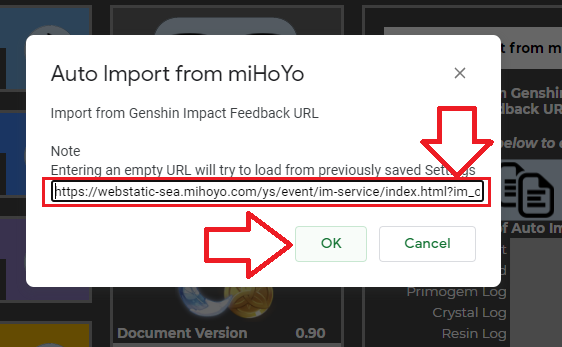 Auto Import from miHoYo
Import from Genshin Impact Feedback URL
Note
Entering an empty URL will try to load from previously saved Settings
https://webstatic-sea.mihoyo.com/ys/event/im-service/index.html?im_
OK
Cancel
t from m
Genshin
dback UR
below to e
of Auto Im
Primogem Log
Crystal Log
Resin Log
Document Version 0.90